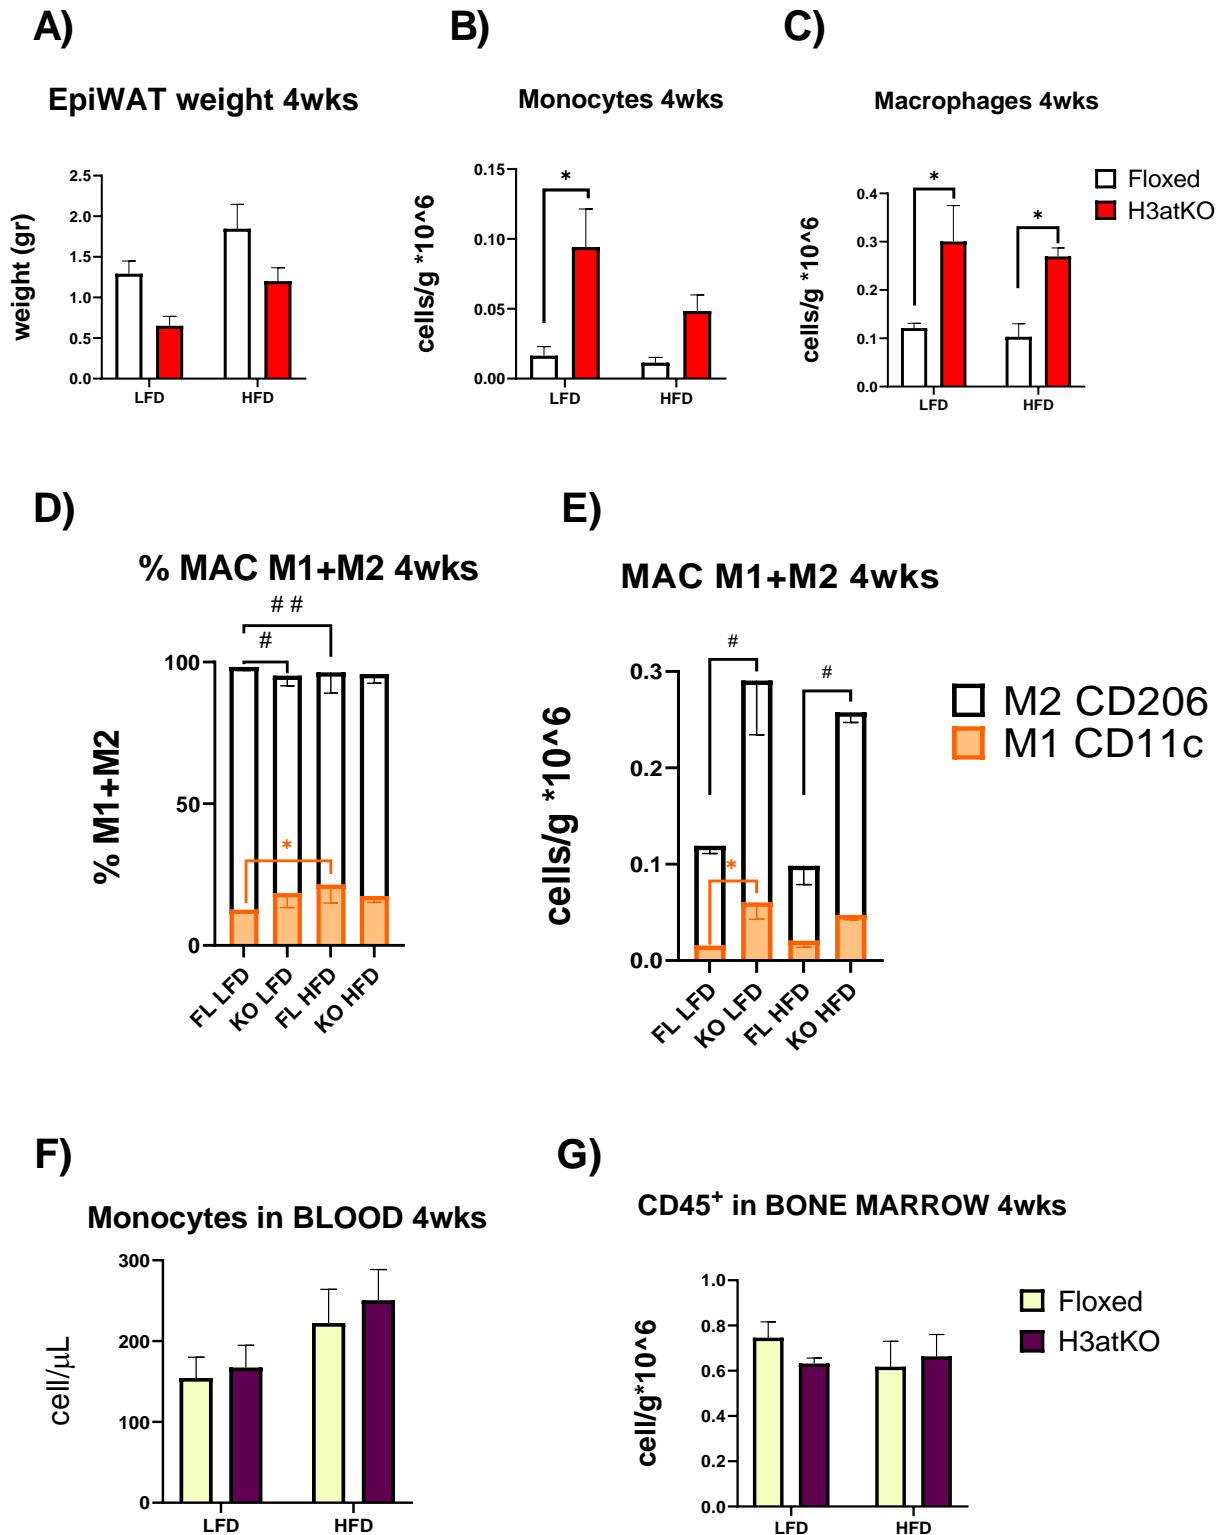 A)
B)
C)
EpiWAT weight 4wks
Monocytes 4wks
Macrophages 4wks
weight (gr)
2.5
2.0
1.5
1.0
0.5
0.0
LFD
HFD
cells/g *10^6
0.15
0.10
0.05
0.00
*
LFD
HFD
cells/g *10^6
0.4
0.3
0.2
0.1
0.0
*
*
LFD
HFD
Floxed
H3atKO
D)
E)
% MAC M1+M2 4wks
MAC M1+M2 4wks
% M1+M2
100
50
0
# #
#
*
FL LFD
KO LFD
FL HFD
KO HFD
cells/g *10^6
0.3
0.2
0.1
0.0
#
#
*
FL LFD
KO LFD
FL HFD
KO HFD
M2 CD206
M1 CD11c
F)
G)
Monocytes in BLOOD 4wks
CD45⁺ in BONE MARROW 4wks
cell/μL
300
200
100
0
LFD
HFD
cell/g*10^6
1.0
0.8
0.6
0.4
0.2
0.0
LFD
HFD
Floxed
H3atKO